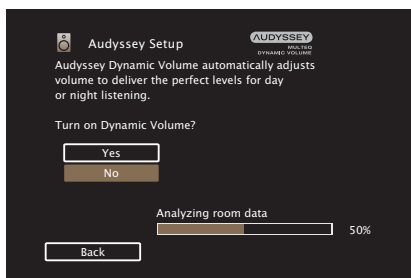 Audyssey Setup
AUDYSSEY
MULTEQ
DYNAMIC VOLUME
Audyssey Dynamic Volume automatically adjusts
volume to deliver the perfect levels for day
or night listening.
Turn on Dynamic Volume?
Yes
No
Analyzing room data
50%
Back